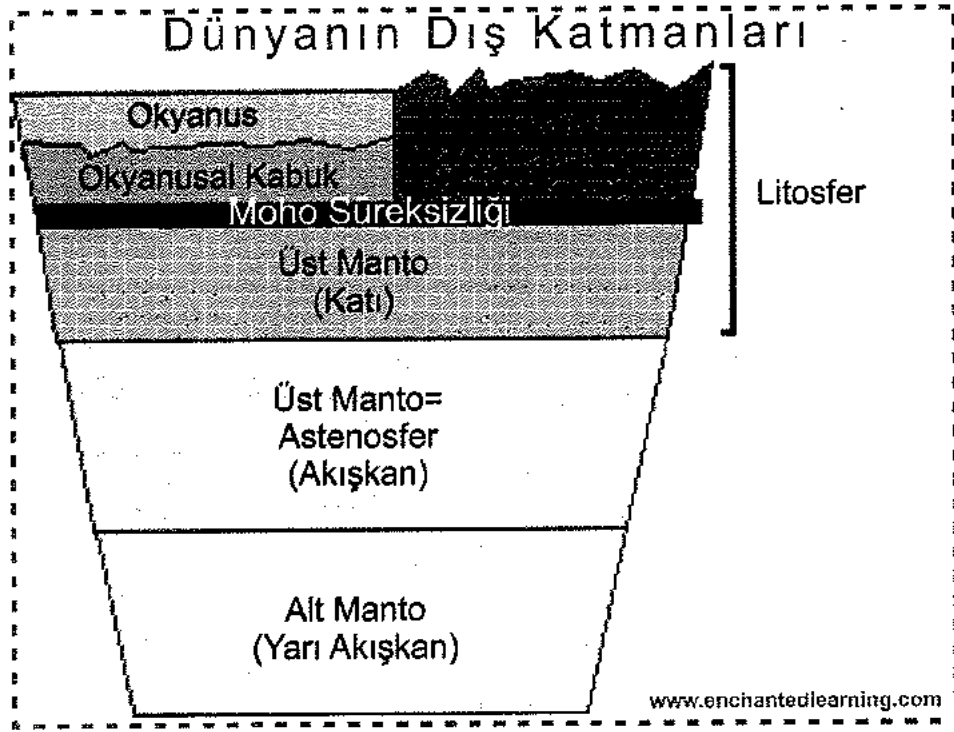 Dünyanın Dış Katmanları
Okyanus
Okyanusal Kabuk
Moho Süreksizliği
Litosfer
Üst Manto
(Katı)
Üst Manto=
Astenosfer
(Akışkan)
Alt Manto
(Yarı Akışkan)
www.enchantedlearning.com